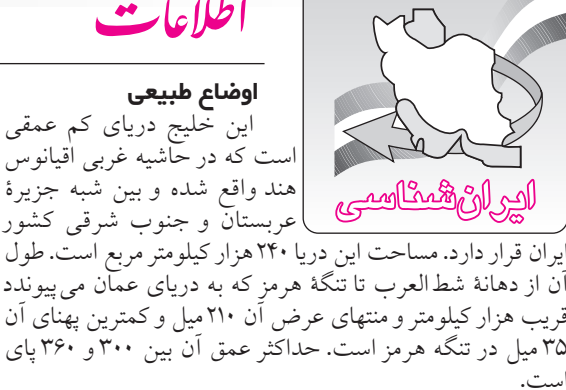 اطلاعات
ایران‌شناسی
اوضاع طبیعی
این خلیج دریای کم عمقی
است که در حاشیه غربی اقیانوس
هند واقع شده و بین شبه جزیرهٔ
عربستان و جنوب شرقی کشور
ایران قرار دارد. مساحت این دریا ۲۴۰ هزار کیلومتر مربع است. طول
آن از دهانهٔ شط‌العرب تا تنگهٔ هرمز که به دریای عمان می‌پیوندد
قریب هزار کیلومتر و منتهای عرض آن ۲۱۰ میل و کمترین پهنای آن
۳۵ میل در تنگه هرمز است. حداکثر عمق آن بین ۳۰۰ و ۳۶۰ پای
است.